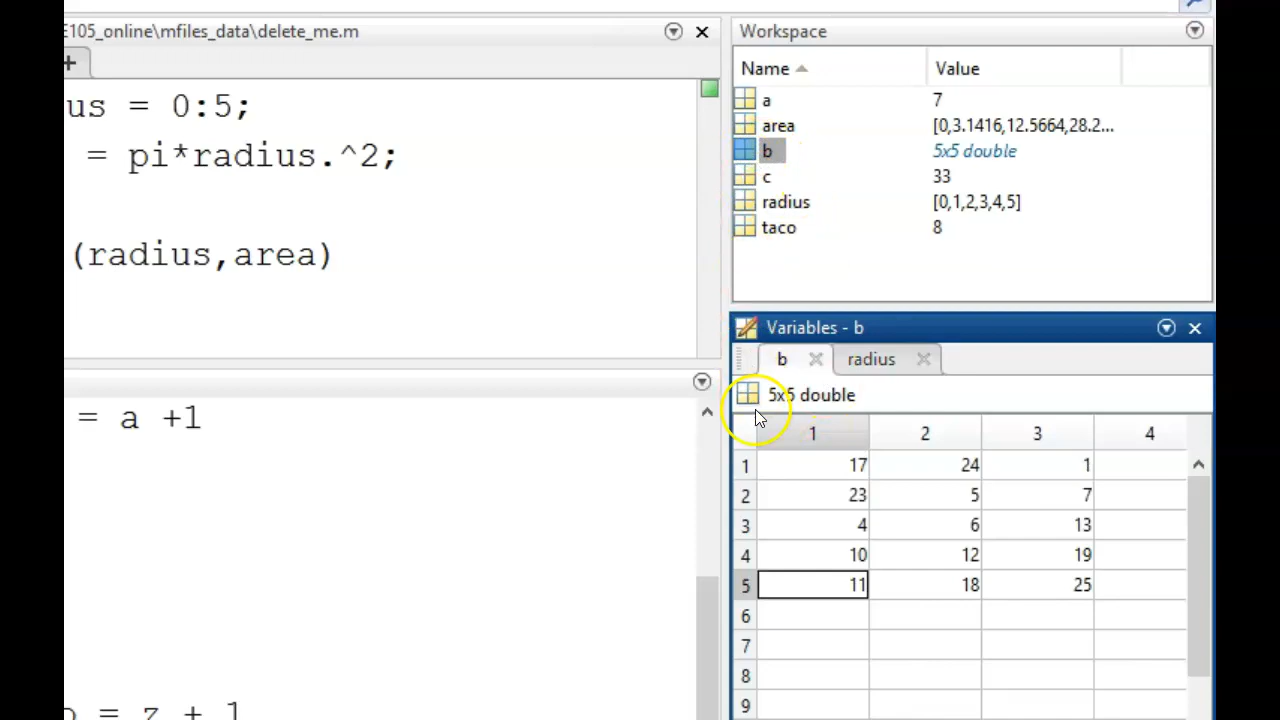 E105_online\mfiles_data\delete_me.m
+
us = 0:5;
= pi*radius.^2;
(radius,area)
= a +1
= z + 1
Workspace
Name Value
a 7
area [0,3.1416,12.5664,28.2...
b 5x5 double
c 33
radius [0,1,2,3,4,5]
taco 8
Variables - b
b radius
5x5 double
1 2 3 4
1 17 24 1
2 23 5 7
3 4 6 13
4 10 12 19
5 11 18 25
6
7
8
9